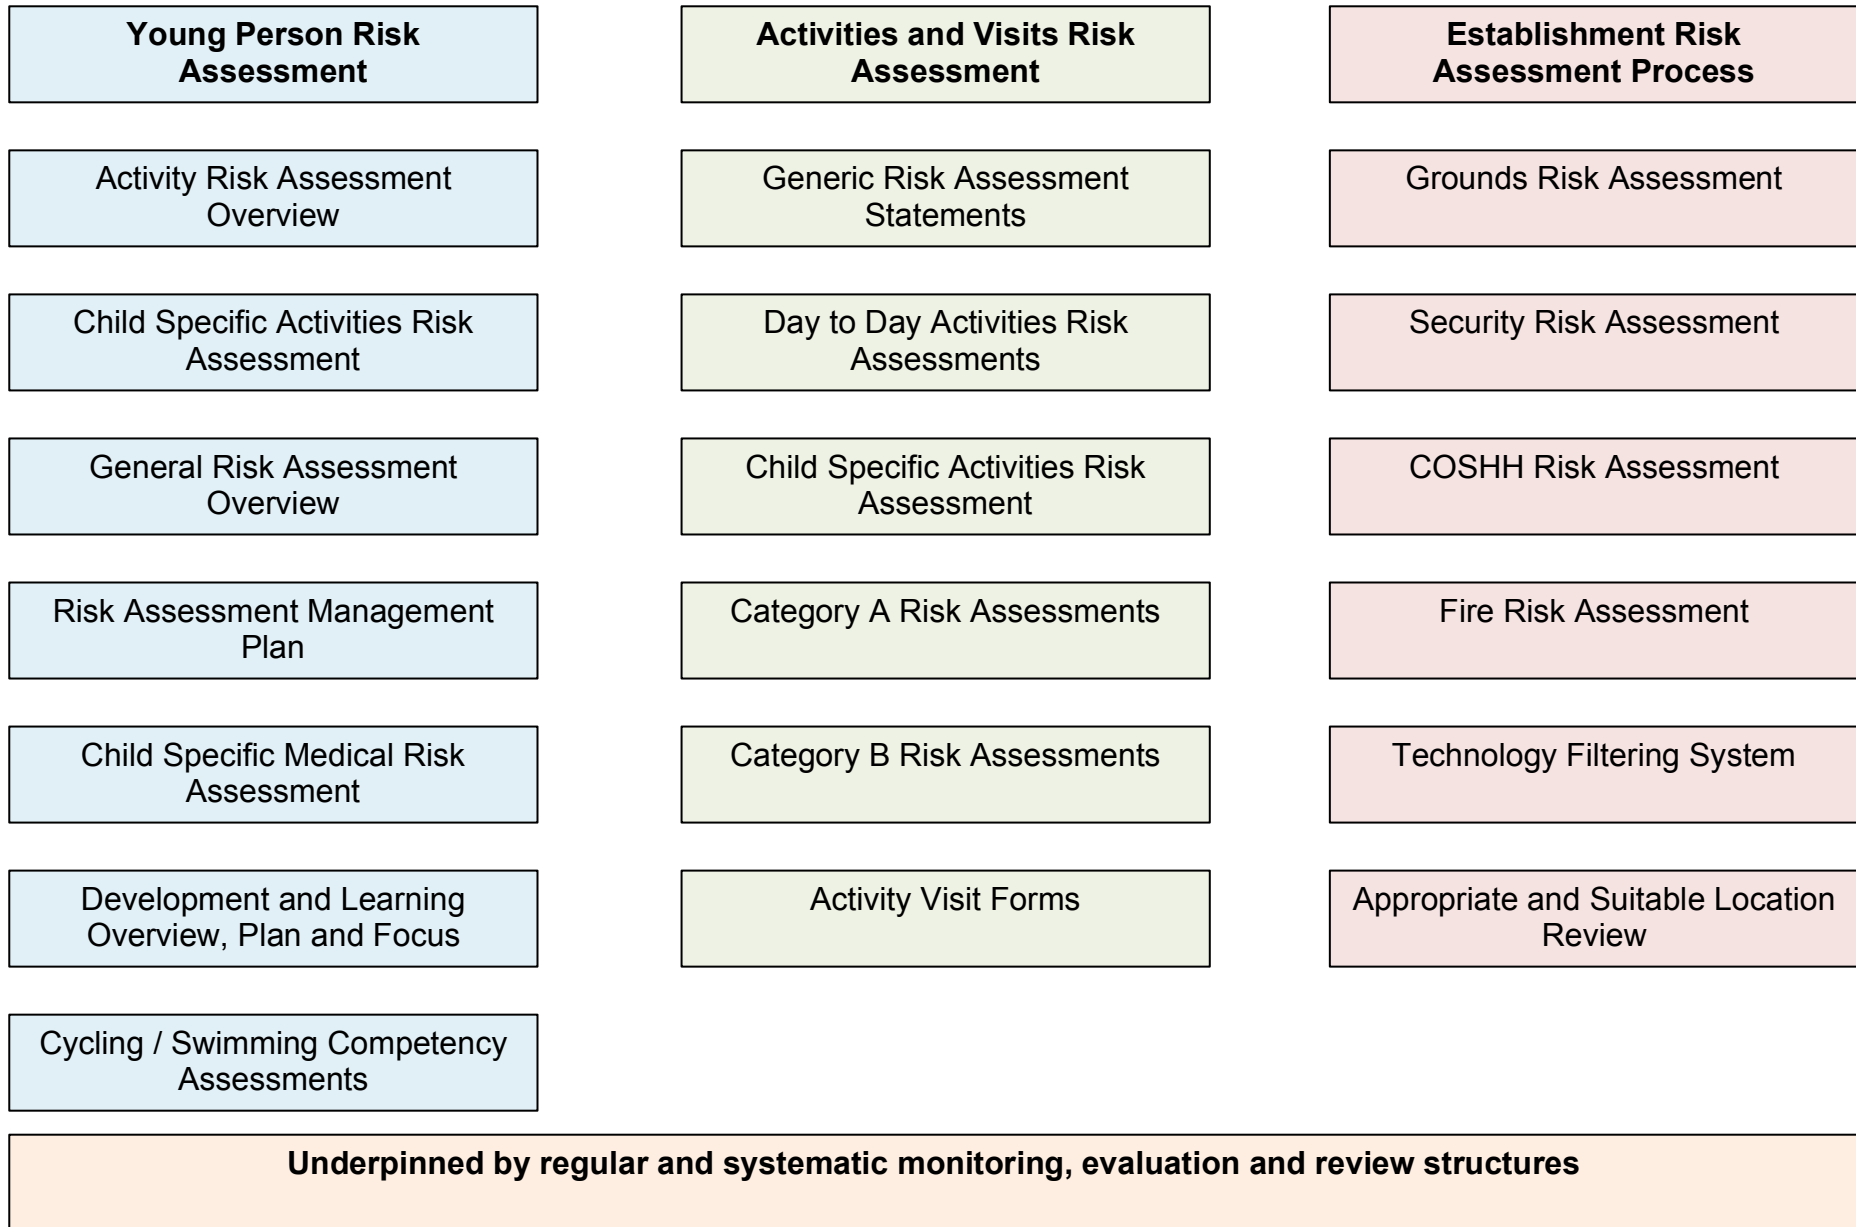 Young Person Risk
Assessment
Activities and Visits Risk
Assessment
Establishment Risk
Assessment Process
Activity Risk Assessment
Overview
Generic Risk Assessment
Statements
Grounds Risk Assessment
Child Specific Activities Risk
Assessment
Day to Day Activities Risk
Assessments
Security Risk Assessment
General Risk Assessment
Overview
Child Specific Activities Risk
Assessment
COSHH Risk Assessment
Risk Assessment Management
Plan
Category A Risk Assessments
Fire Risk Assessment
Child Specific Medical Risk
Assessment
Category B Risk Assessments
Technology Filtering System
Development and Learning
Overview, Plan and Focus
Activity Visit Forms
Appropriate and Suitable Location
Review
Cycling / Swimming Competency
Assessments
Underpinned by regular and systematic monitoring, evaluation and review structures